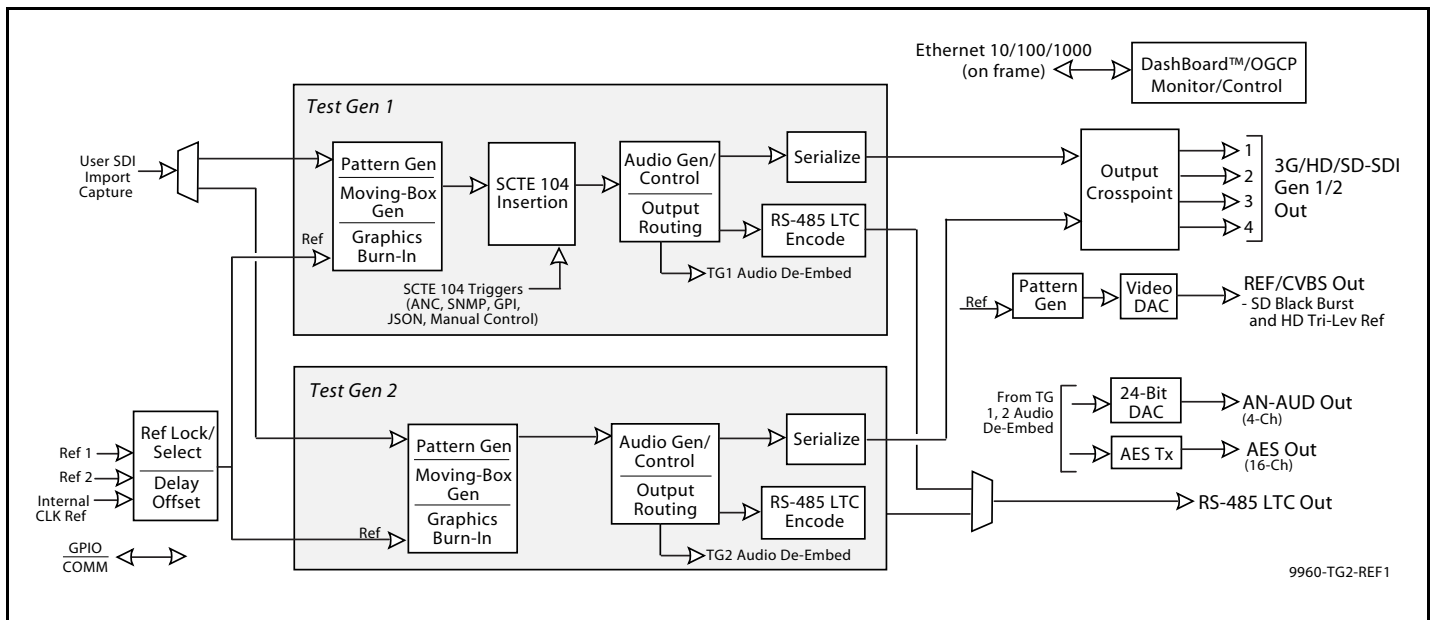 Ethernet 10/100/1000
(on frame)
DashBoard™/OGCP
Monitor/Control
Test Gen 1
User SDI
Import
Capture
Pattern Gen
Moving-Box
Gen
Graphics
Burn-In
Ref
SCTE 104
Insertion
SCTE 104 Triggers
(ANC, SNMP, GPI,
JSON, Manual Control)
Audio Gen/
Control
Output
Routing
Serialize
RS-485 LTC
Encode
TG1 Audio De-Embed
Output
Crosspoint
1
2
3
4
3G/HD/SD-SDI
Gen 1/2
Out
Ref
Pattern
Gen
Video
DAC
REF/CVBS Out
- SD Black Burst
and HD Tri-Lev Ref
Test Gen 2
Ref 1
Ref 2
Internal
CLK Ref
Ref Lock/
Select
Delay
Offset
GPIO
COMM
Pattern Gen
Moving-Box
Gen
Graphics
Burn-In
Ref
Audio Gen/
Control
Output
Routing
Serialize
RS-485 LTC
Encode
TG2 Audio De-Embed
From TG
1, 2 Audio
De-Embed
24-Bit
DAC
AN-AUD Out
(4-Ch)
AES Tx
AES Out
(16-Ch)
RS-485 LTC Out
9960-TG2-REF1